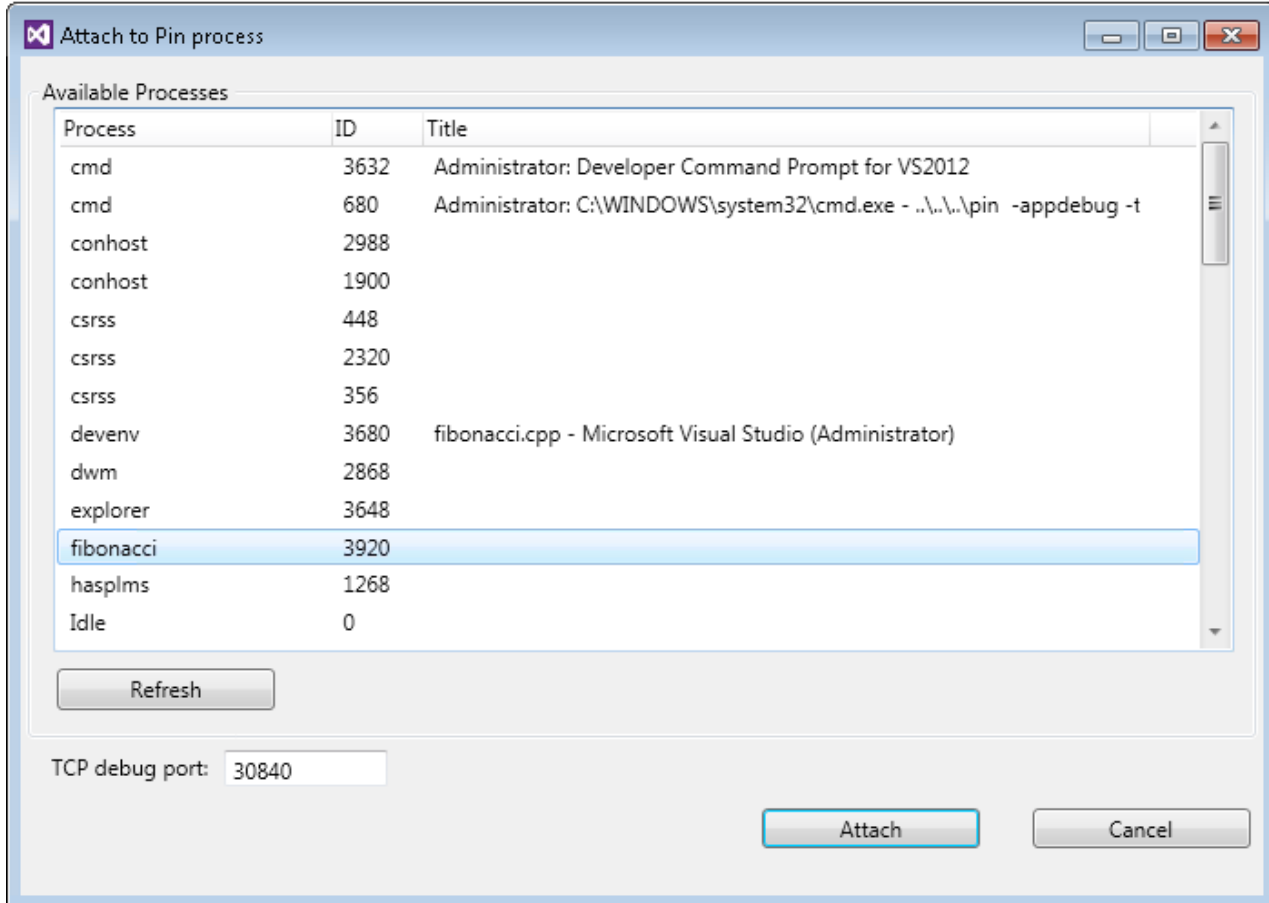 Attach to Pin process
Available Processes
Process ID Title
cmd 3632 Administrator: Developer Command Prompt for VS2012
cmd 680 Administrator: C:\WINDOWS\system32\cmd.exe - ..\..\..\pin -appdebug -t
conhost 2988
conhost 1900
csrss 448
csrss 2320
csrss 356
devenv 3680 fibonacci.cpp - Microsoft Visual Studio (Administrator)
dwm 2868
explorer 3648
fibonacci 3920
hasplms 1268
Idle 0
Refresh
TCP debug port: 30840
Attach Cancel